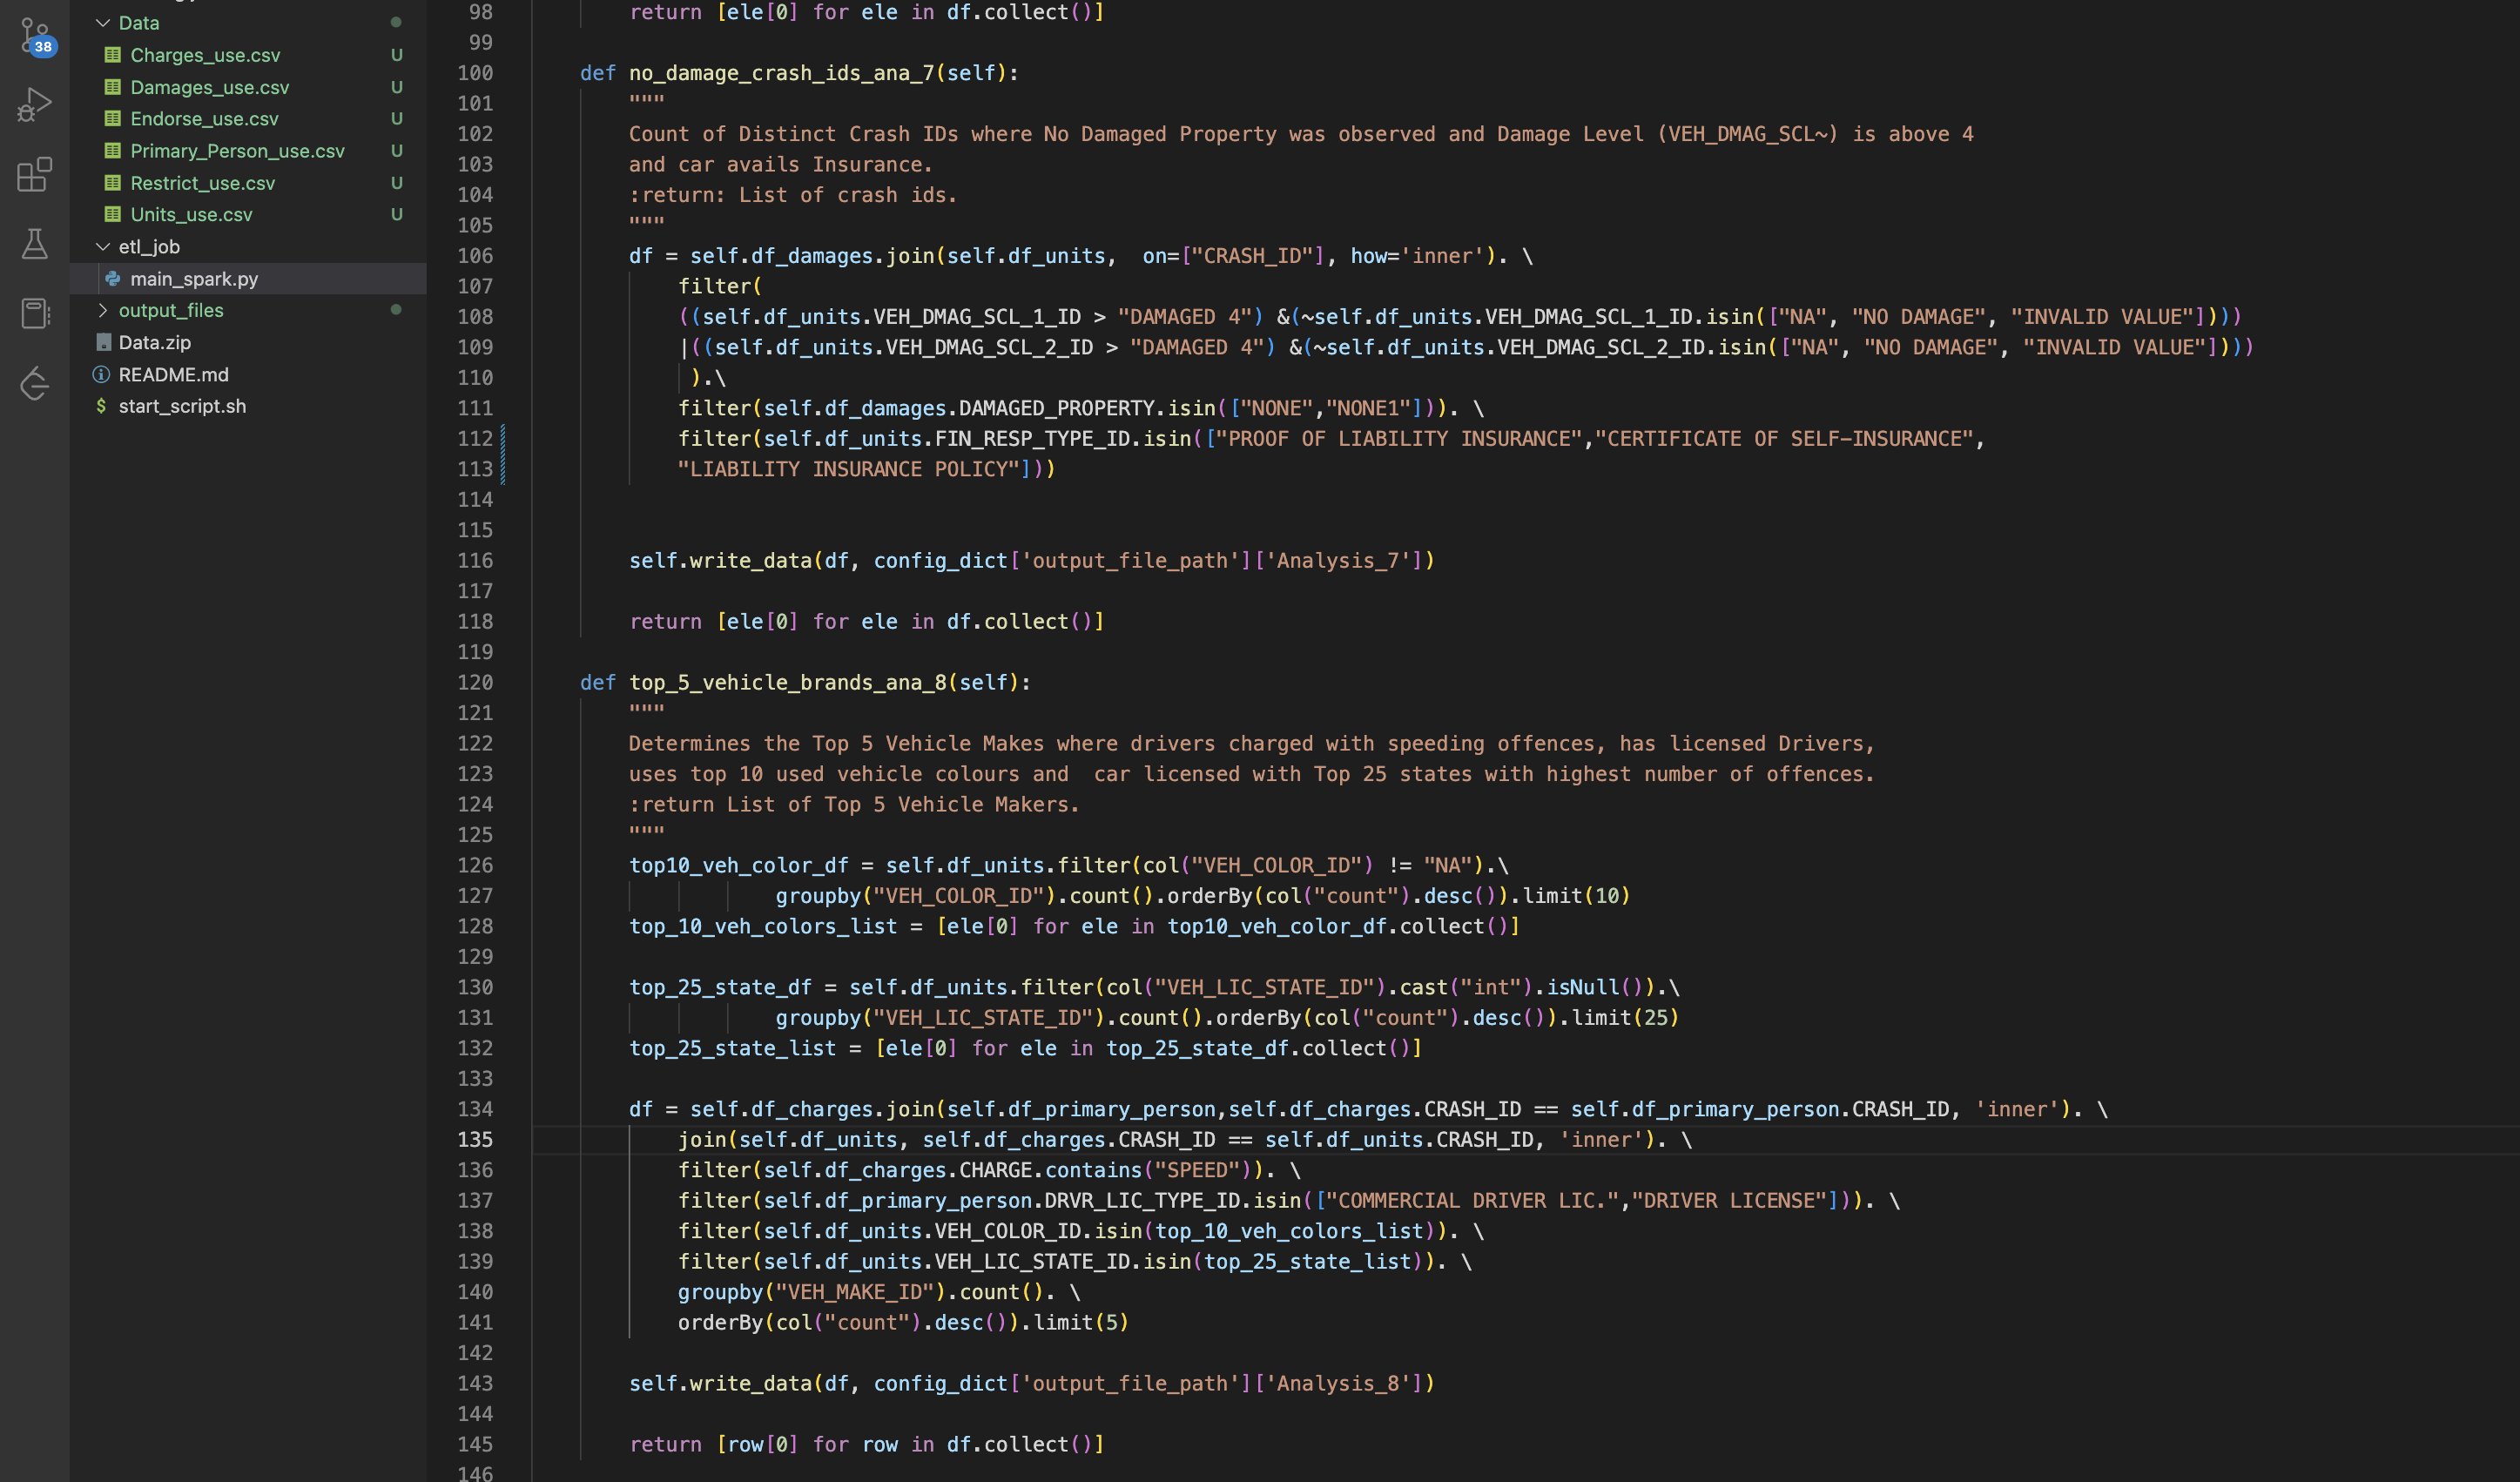 38
Data
Charges_use.csv U
Damages_use.csv U
Endorse_use.csv U
Primary_Person_use.csv U
Restrict_use.csv U
Units_use.csv U
etl_job
main_spark.py
output_files
Data.zip
README.md
$ start_script.sh
98 return [ele[0] for ele in df.collect()]
99
100 def no_damage_crash_ids_ana_7(self):
101 """
102 Count of Distinct Crash IDs where No Damaged Property was observed and Damage Level (VEH_DMAG_SCL~) is above 4
103 and car avails Insurance.
104 :return: List of crash ids.
105 """
106 df = self.df_damages.join(self.df_units,  on=["CRASH_ID"], how='inner'). \
107 filter(
108 ((self.df_units.VEH_DMAG_SCL_1_ID > "DAMAGED 4") &(~self.df_units.VEH_DMAG_SCL_1_ID.isin(["NA", "NO DAMAGE", "INVALID VALUE"])))
109 |((self.df_units.VEH_DMAG_SCL_2_ID > "DAMAGED 4") &(~self.df_units.VEH_DMAG_SCL_2_ID.isin(["NA", "NO DAMAGE", "INVALID VALUE"])))
110 ).\
111 filter(self.df_damages.DAMAGED_PROPERTY.isin(["NONE","NONE1"])). \
112 filter(self.df_units.FIN_RESP_TYPE_ID.isin(["PROOF OF LIABILITY INSURANCE","CERTIFICATE OF SELF-INSURANCE",
113 "LIABILITY INSURANCE POLICY"]))
114
115
116 self.write_data(df, config_dict['output_file_path']['Analysis_7'])
117
118 return [ele[0] for ele in df.collect()]
119
120 def top_5_vehicle_brands_ana_8(self):
121 """
122 Determines the Top 5 Vehicle Makes where drivers charged with speeding offences, has licensed Drivers,
123 uses top 10 used vehicle colours and  car licensed with Top 25 states with highest number of offences.
124 :return List of Top 5 Vehicle Makers.
125 """
126 top10_veh_color_df = self.df_units.filter(col("VEH_COLOR_ID") != "NA").\
127 groupby("VEH_COLOR_ID").count().orderBy(col("count").desc()).limit(10)
128 top_10_veh_colors_list = [ele[0] for ele in top10_veh_color_df.collect()]
129
130 top_25_state_df = self.df_units.filter(col("VEH_LIC_STATE_ID").cast("int").isNull()).\
131 groupby("VEH_LIC_STATE_ID").count().orderBy(col("count").desc()).limit(25)
132 top_25_state_list = [ele[0] for ele in top_25_state_df.collect()]
133
134 df = self.df_charges.join(self.df_primary_person,self.df_charges.CRASH_ID == self.df_primary_person.CRASH_ID, 'inner'). \
135 join(self.df_units, self.df_charges.CRASH_ID == self.df_units.CRASH_ID, 'inner'). \
136 filter(self.df_charges.CHARGE.contains("SPEED")). \
137 filter(self.df_primary_person.DRVR_LIC_TYPE_ID.isin(["COMMERCIAL DRIVER LIC.","DRIVER LICENSE"])). \
138 filter(self.df_units.VEH_COLOR_ID.isin(top_10_veh_colors_list)). \
139 filter(self.df_units.VEH_LIC_STATE_ID.isin(top_25_state_list)). \
140 groupby("VEH_MAKE_ID").count(). \
141 orderBy(col("count").desc()).limit(5)
142
143 self.write_data(df, config_dict['output_file_path']['Analysis_8'])
144
145 return [row[0] for row in df.collect()]
146